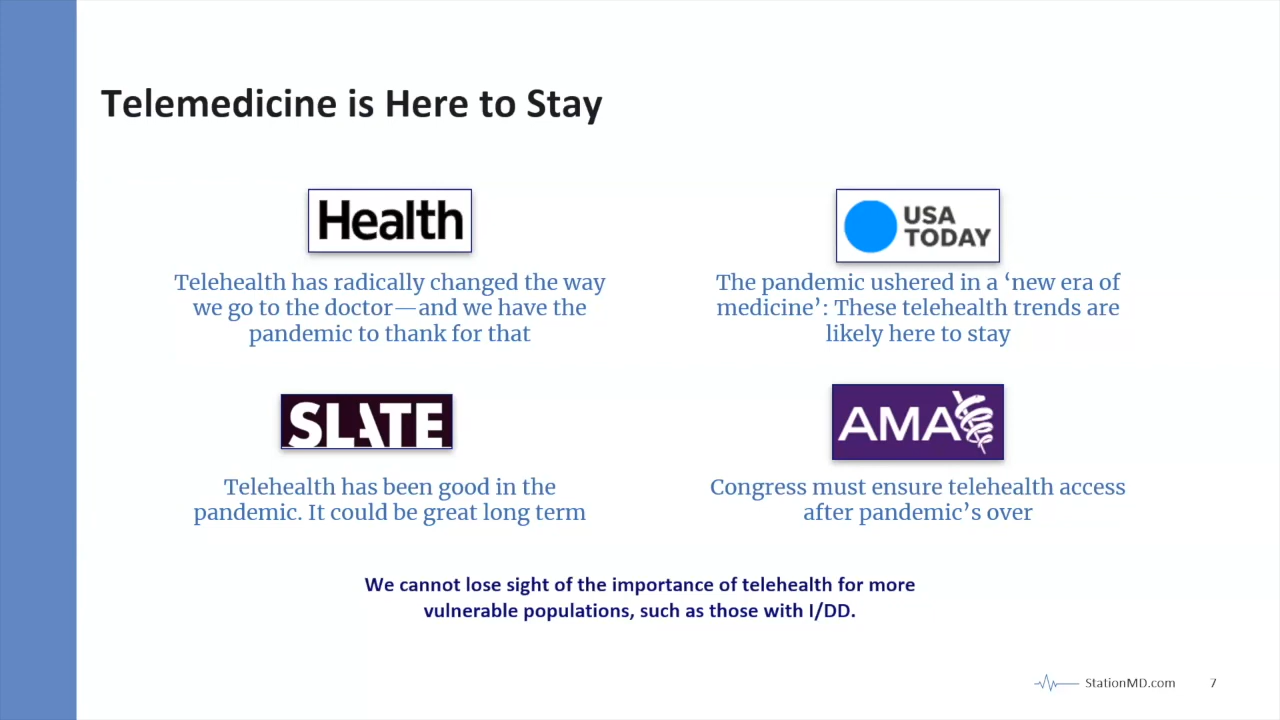 Telemedicine is Here to Stay
Health
Telehealth has radically changed the way
we go to the doctor—and we have the
pandemic to thank for that
USA
TODAY
The pandemic ushered in a ‘new era of
medicine’: These telehealth trends are
likely here to stay
SLATE
Telehealth has been good in the
pandemic. It could be great long term
AMA
Congress must ensure telehealth access
after pandemic’s over
We cannot lose sight of the importance of telehealth for more
vulnerable populations, such as those with I/DD.
StationMD.com
7